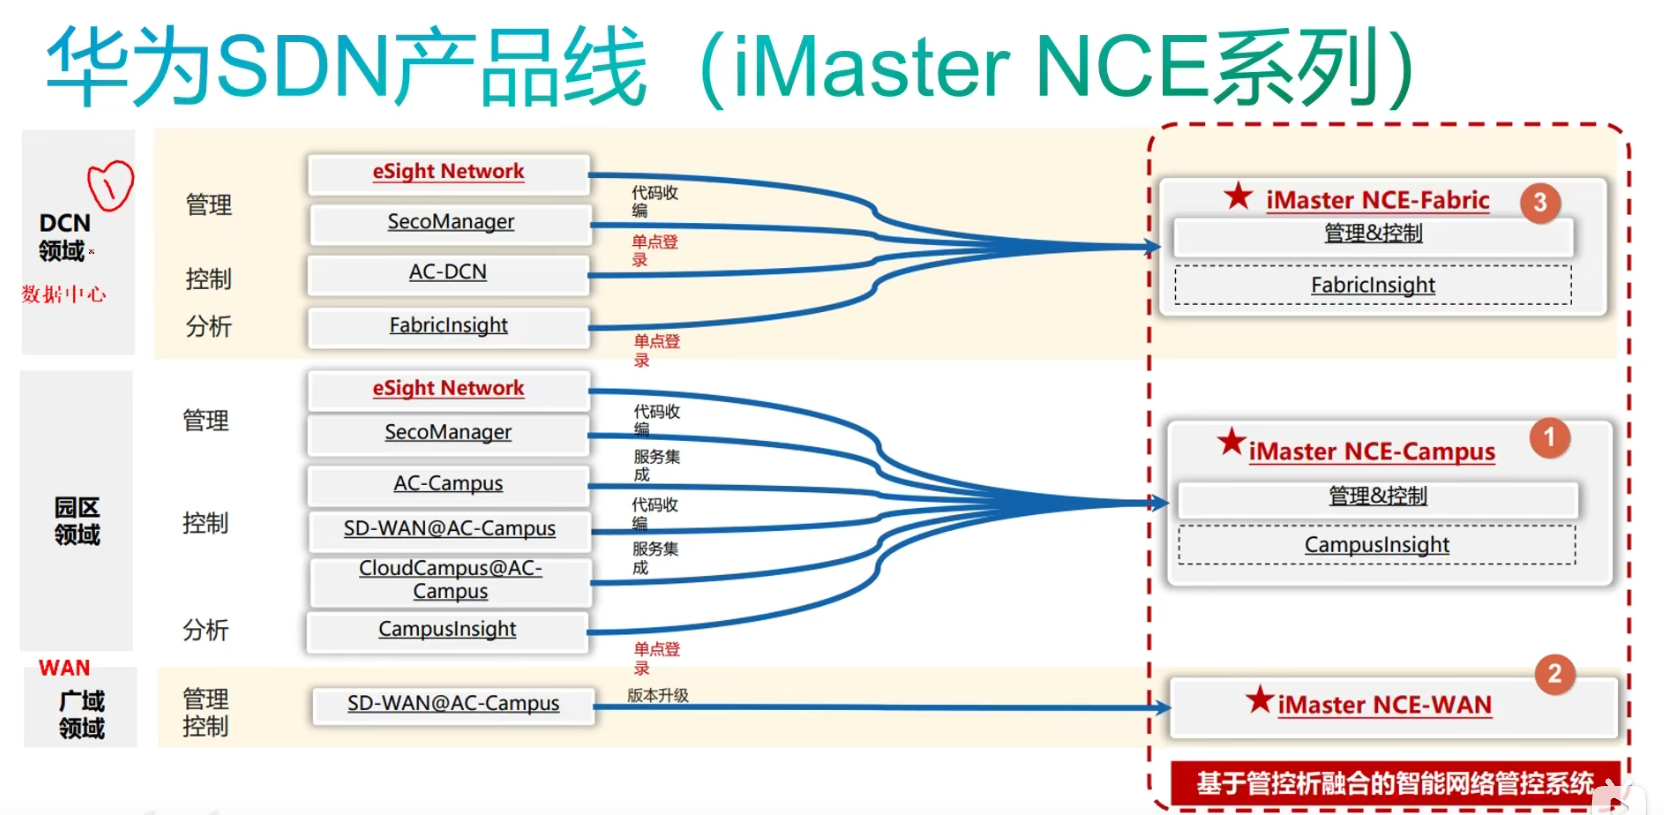 华为SDN产品线（iMaster NCE系列）
DCN
领域
数据中心
管理
控制
分析
eSight Network
SecoManager
AC-DCN
FabricInsight
代码收
编
单点登
录
单点登
录
iMaster NCE-Fabric
3
管理&控制
FabricInsight
园区
领域
管理
控制
分析
eSight Network
SecoManager
AC-Campus
SD-WAN@AC-Campus
CloudCampus@AC-
Campus
CampusInsight
代码收
编
服务集
成
代码收
编
服务集
成
单点登
录
iMaster NCE-Campus
1
管理&控制
CampusInsight
WAN
广域
领域
管理
控制
SD-WAN@AC-Campus
版本升级
iMaster NCE-WAN
2
基于管控析融合的智能网络管控系统